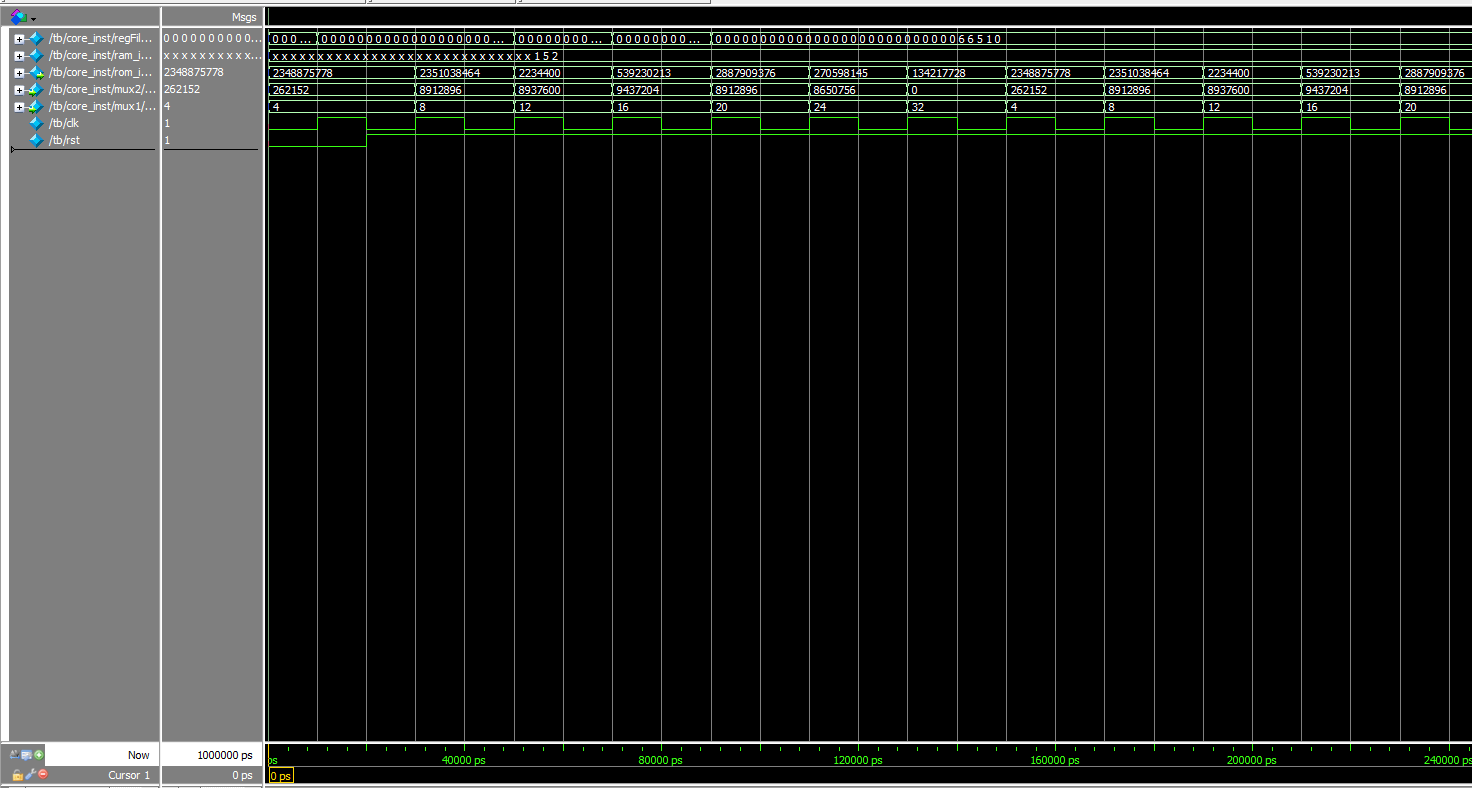 Msgs
/tb/core_inst/regFil... 0 0 0 0 0 0 0 0 0 0... 0 0 0 ... 0 0 0 0 0 0 0 0 0 0 0 0 0 0 0 0 0 0 0 ... 0 0 0 0 0 0 0 0 ... 0 0 0 0 0 0 0 0 ... 0 0 0 0 0 0 0 0 0 0 0 0 0 0 0 0 0 0 0 0 0 0 0 0 0 0 0 6 6 5 1 0
/tb/core_inst/ram_i... x x x x x x x x x x... x x x x x x x x x x x x x x x x x x x x x x x x x x x x x 1 5 2
/tb/core_inst/rom_i... 2348875778 2348875778 2351038464 2234400 539230213 2887909376 270598145 134217728 2348875778 2351038464 2234400 539230213 2887909376
/tb/core_inst/mux2/... 262152 262152 8912896 8937600 9437204 8912896 8650756 0 262152 8912896 8937600 9437204 8912896
/tb/core_inst/mux1/... 4 4 8 12 16 20 24 32 4 8 12 16 20
/tb/clk 1
/tb/rst 1
Now 1000000 ps ps 40000 ps 80000 ps 120000 ps 160000 ps 200000 ps 240000 ps
Cursor 1 0 ps 0 ps